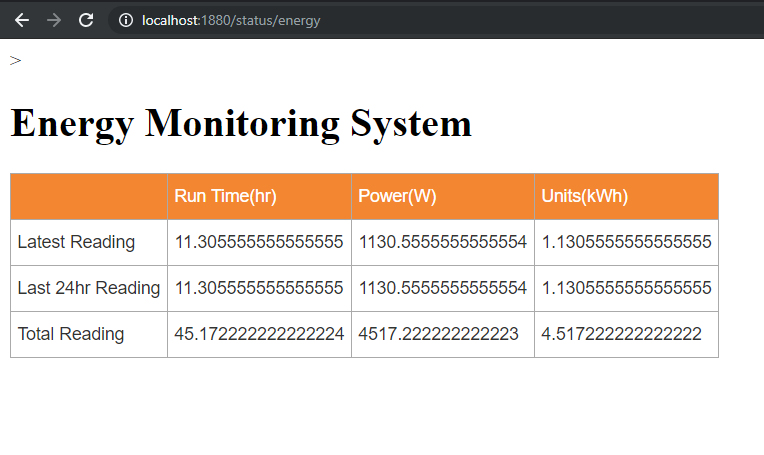 localhost:1880/status/energy
>
Energy Monitoring System
Run Time(hr) Power(W) Units(kWh)
Latest Reading 11.305555555555555 1130.5555555555554 1.1305555555555555
Last 24hr Reading 11.305555555555555 1130.5555555555554 1.1305555555555555
Total Reading 45.172222222222224 4517.222222222223 4.517222222222222